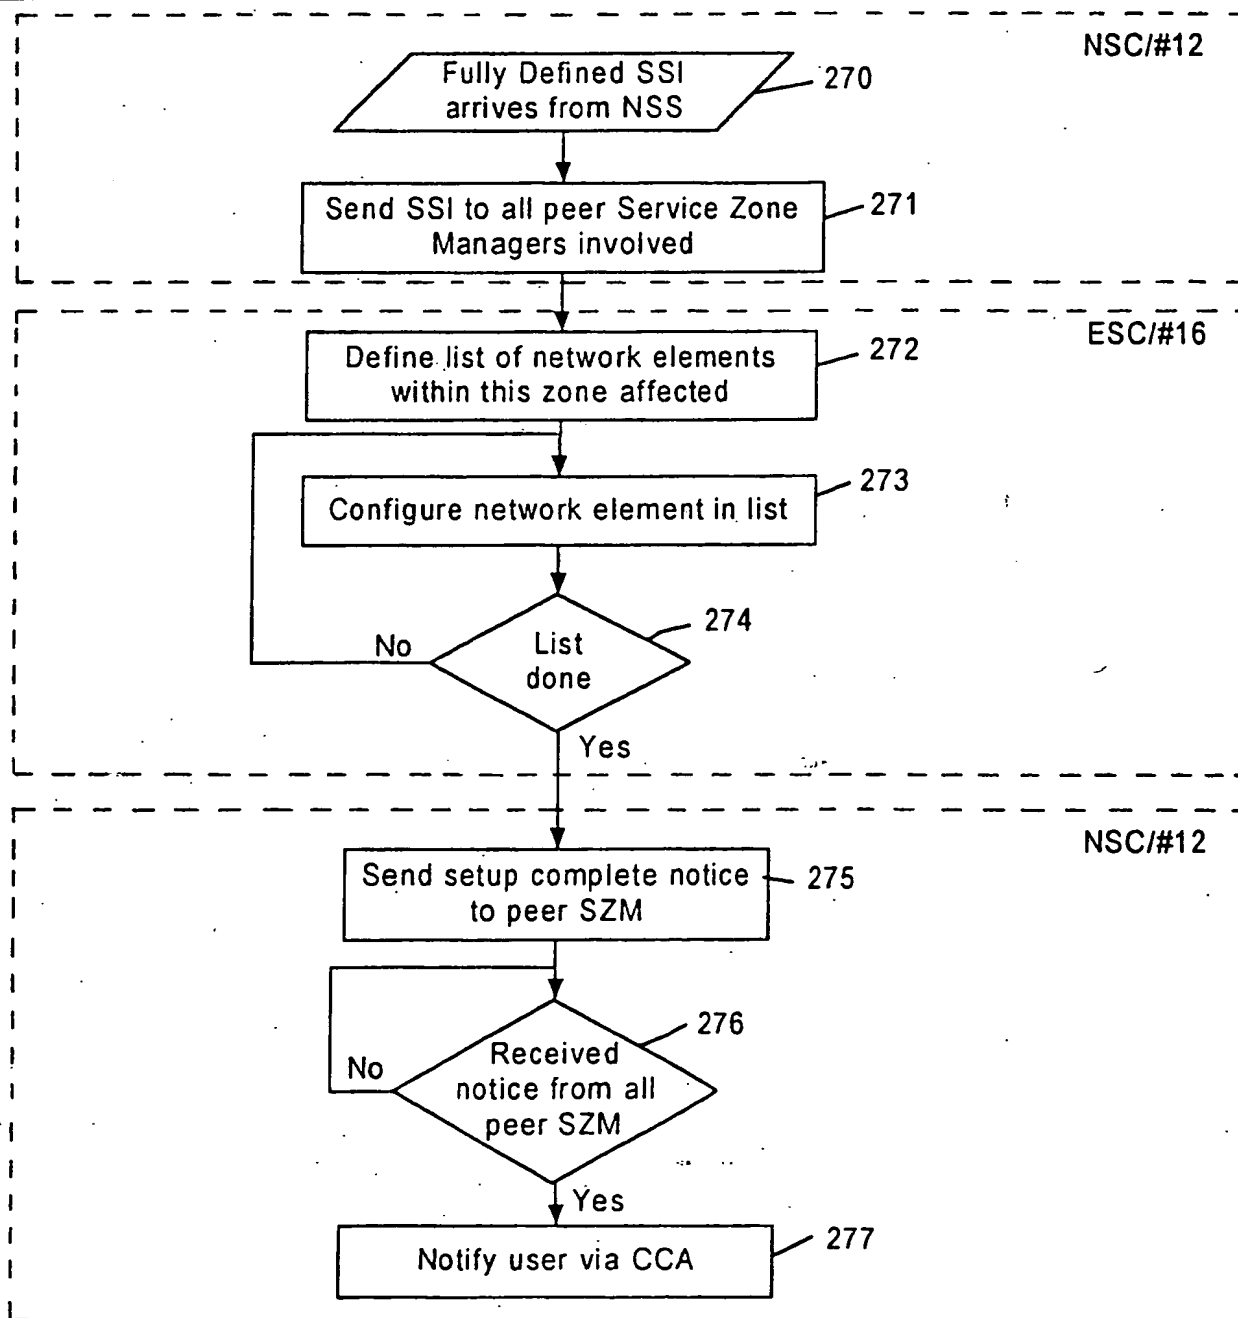 NSC/#12
Fully Defined SSI
arrives from NSS
270
Send SSI to all peer Service Zone
Managers involved
271
ESC/#16
Define list of network elements
within this zone affected
272
Configure network element in list
273
List
done
274
No
Yes
NSC/#12
Send setup complete notice
to peer SZM
275
Received
notice from all
peer SZM
276
No
Yes
Notify user via CCA
277